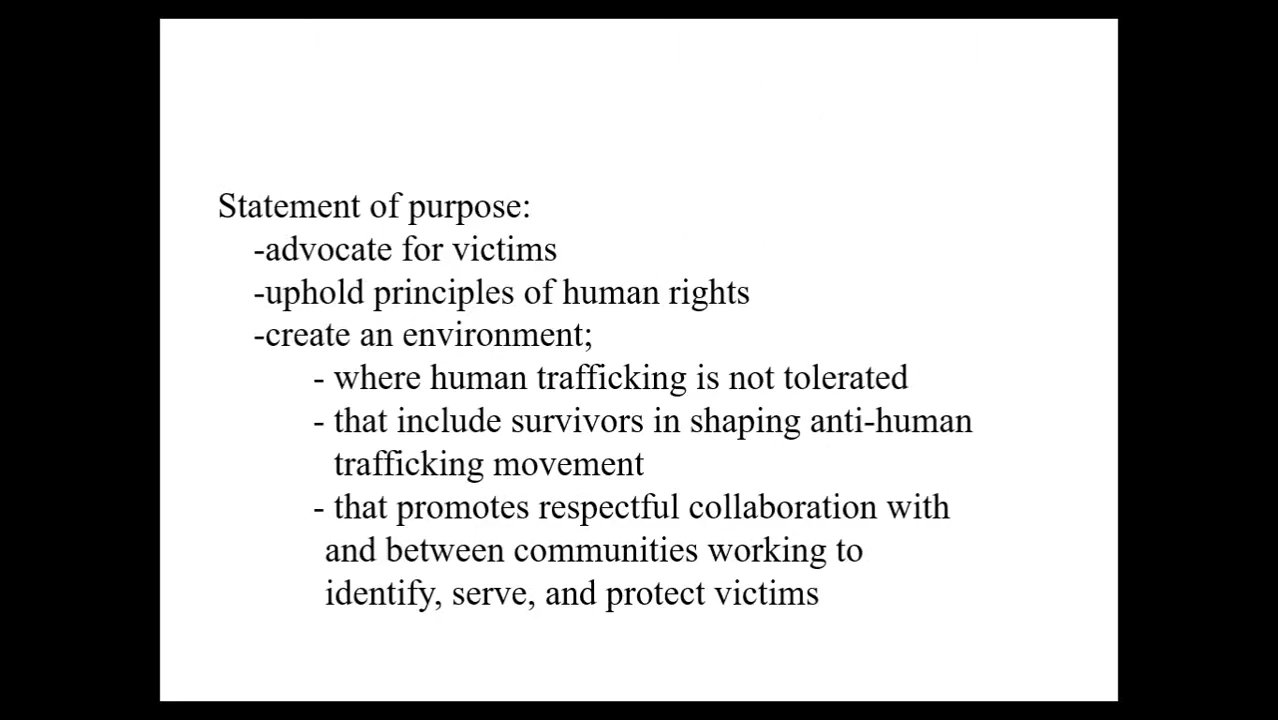 Statement of purpose:
-advocate for victims
-uphold principles of human rights
-create an environment;
- where human trafficking is not tolerated
- that include survivors in shaping anti-human
trafficking movement
- that promotes respectful collaboration with
and between communities working to
identify, serve, and protect victims